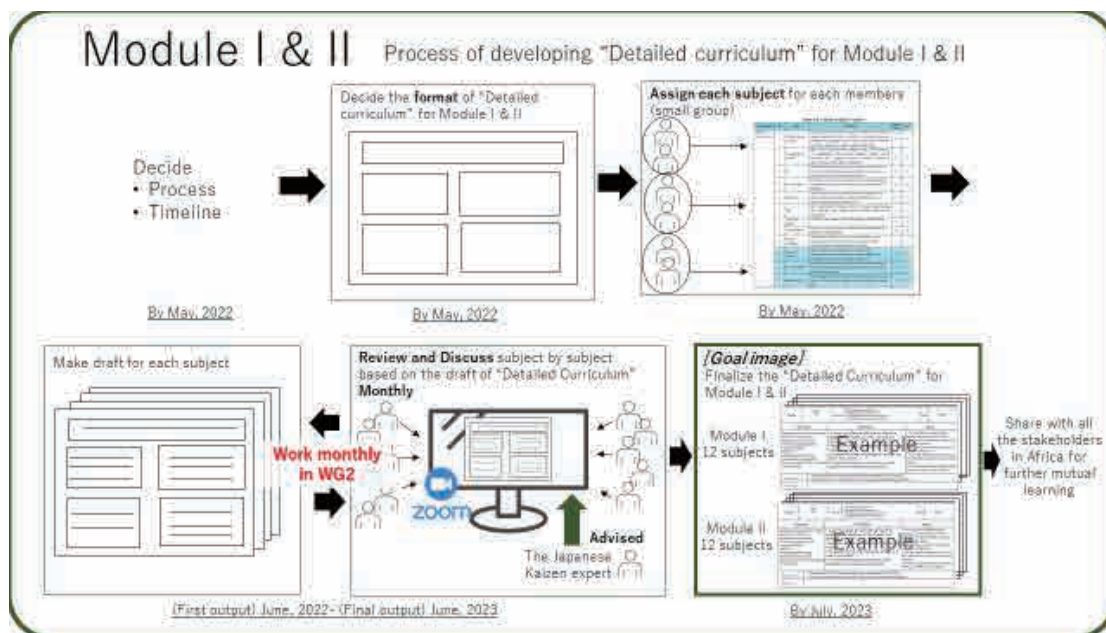 Module I & II
Process of developing “Detailed curriculum” for Module I & II
Decide
• Process
• Timeline
By May, 2022
Decide the format of “Detailed
curriculum” for Module I & II
By May, 2022
Assign each subject for each members
(small group)
By May, 2022
Make draft for each subject
Work monthly
in WG2
Review and Discuss subject by subject
based on the draft of “Detailed Curriculum”
Monthly
zoom
Advised
The Japanese
Kaizen expert
(First output) June, 2022- (Final output) June, 2023
[Goal image]
Finalize the “Detailed Curriculum” for
Module I & II
Module I
12 subjects
Example
Module II
12 subjects
Example
By July, 2023
Share with all
the stakeholders
in Africa for
further mutual
learning